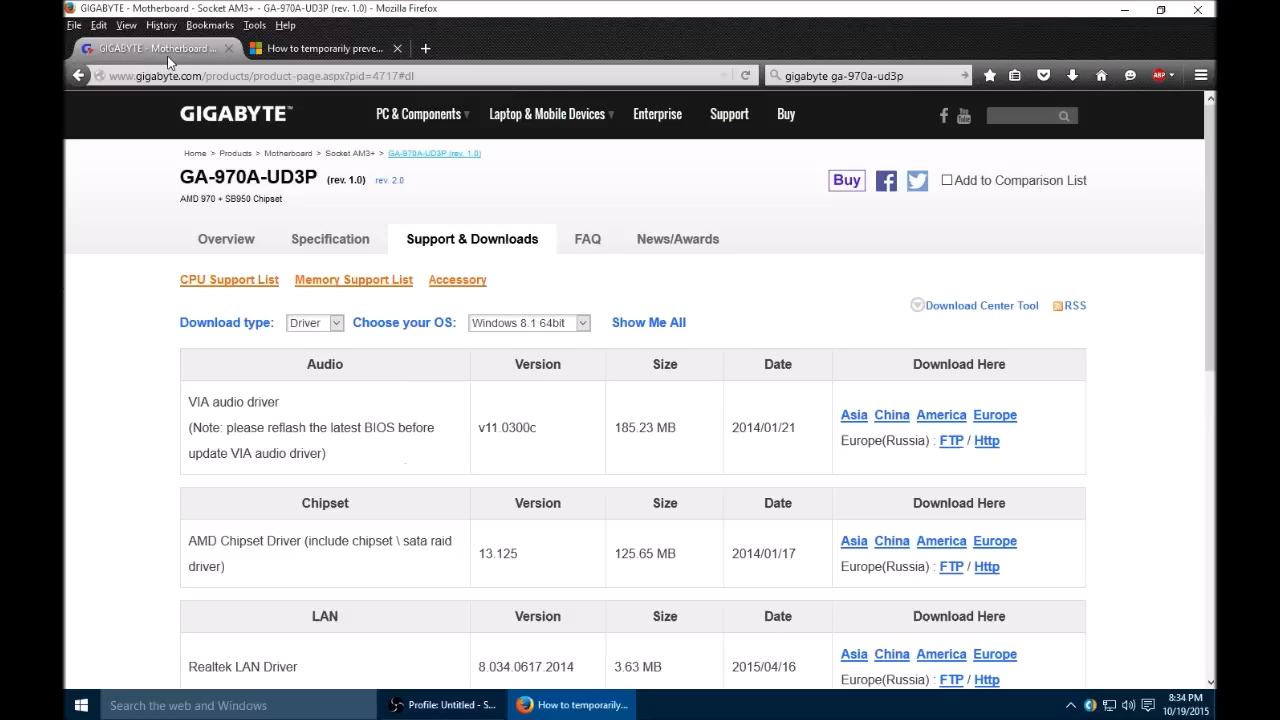 GIGABYTE - Motherboard - Socket AM3+ - GA-970A-UD3P (rev. 1.0) - Mozilla Firefox
File Edit View History Bookmarks Tools Help
GIGABYTE - Motherboard ... How to temporarily preve...
www.gigabyte.com/products/product-page.aspx?pid=4717#dl gigabyte ga-970a-ud3p ABP
GIGABYTE™ PC & Components Laptop & Mobile Devices Enterprise Support Buy
Home > Products > Motherboard > Socket AM3+ > GA-970A-UD3P (rev. 1.0)
GA-970A-UD3P (rev. 1.0) rev. 2.0 Buy Add to Comparison List
AMD 970 + SB950 Chipset
Overview Specification Support & Downloads FAQ News/Awards
CPU Support List Memory Support List Accessory
Download Center Tool RSS
Download type: Driver Choose your OS: Windows 8.1 64bit Show Me All
Audio Version Size Date Download Here
VIA audio driver
(Note: please reflash the latest BIOS before
update VIA audio driver)
v11.0300c 185.23 MB 2014/01/21
Asia China America Europe
Europe(Russia) : FTP / Http
Chipset Version Size Date Download Here
AMD Chipset Driver (include chipset \ sata raid
driver)
13.125 125.65 MB 2014/01/17
Asia China America Europe
Europe(Russia) : FTP / Http
LAN Version Size Date Download Here
Realtek LAN Driver 8.034.0617.2014 3.63 MB 2015/04/16
Asia China America Europe
Europe(Russia) : FTP / Http
Search the web and Windows Profile: Untitled - S... How to temporarily... 8:34 PM
10/19/2015